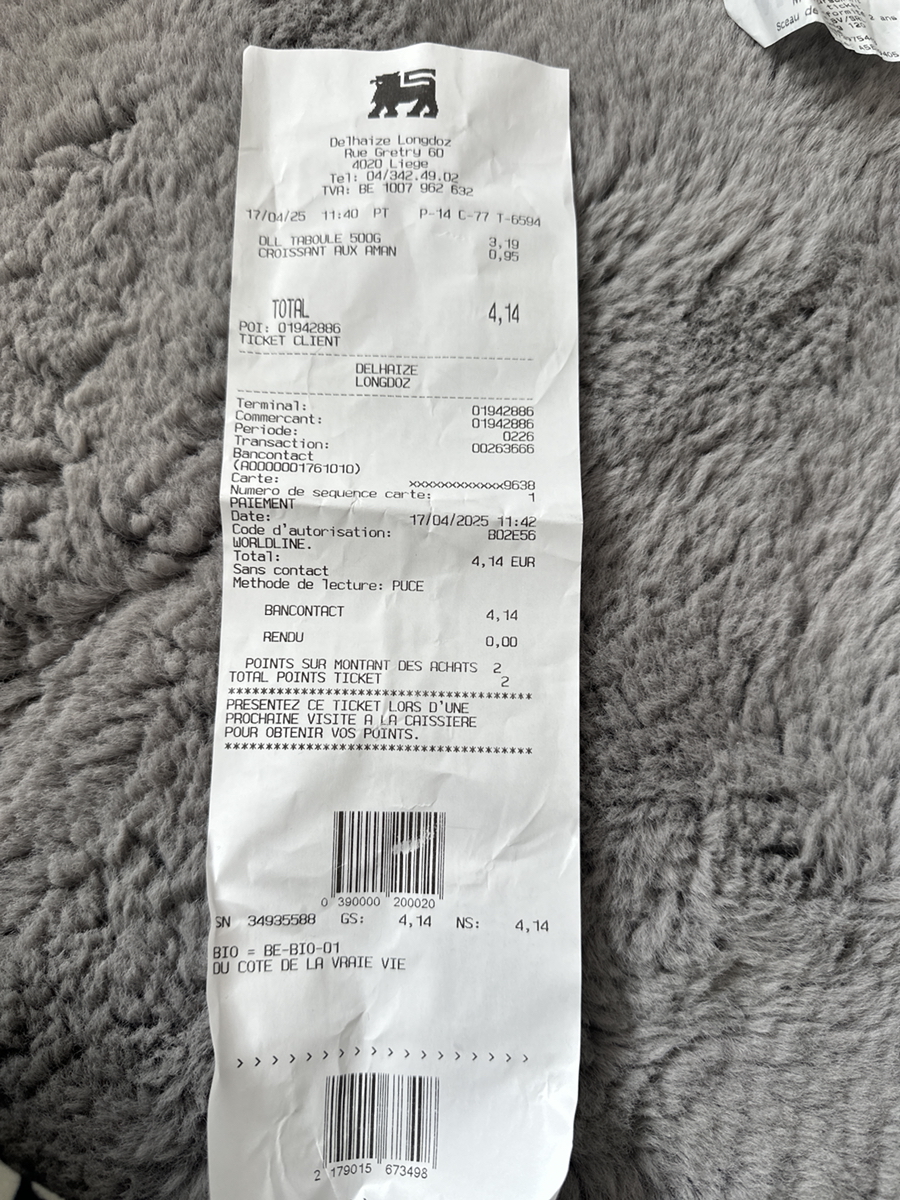 Delhaize Longdoz
Rue Gretry 60
4020 Liege
Tel: 04/342.49.02
TVA: BE 1007 962 632
17/04/25 11:40 PT P-14 C-77 T-6594
DLL TABOULE 500G 3,19
CROISSANT AUX AMAN 0,95
TOTAL 4,14
POI: 01942886
TICKET CLIENT
DELHAIZE
LONGDOZ
Terminal: 01942886
Commercant: 01942886
Periode: 0226
Transaction: 00263666
Bancontact
(A0000001761010)
Carte: xxxxxxxxxxxxx9638
Numero de sequence carte: 1
PAIEMENT
Date: 17/04/2025 11:42
Code d'autorisation: B02E56
WORLDLINE.
Total: 4,14 EUR
Sans contact
Methode de lecture: PUCE
BANCONTACT 4,14
RENDU 0,00
POINTS SUR MONTANT DES ACHATS 2
TOTAL POINTS TICKET 2
**********************************
PRESENTEZ CE TICKET LORS D'UNE
PROCHAINE VISITE A LA CAISSIERE
POUR OBTENIR VOS POINTS.
**********************************
0 390000 200020
SN 34935588 GS: 4,14 NS: 4,14
BIO = BE-BIO-01
DU COTE DE LA VRAIE VIE
> > > > > > > > > > > > > > > > > >
2 179015 673498
ticket
Sceau de 2 ans
120